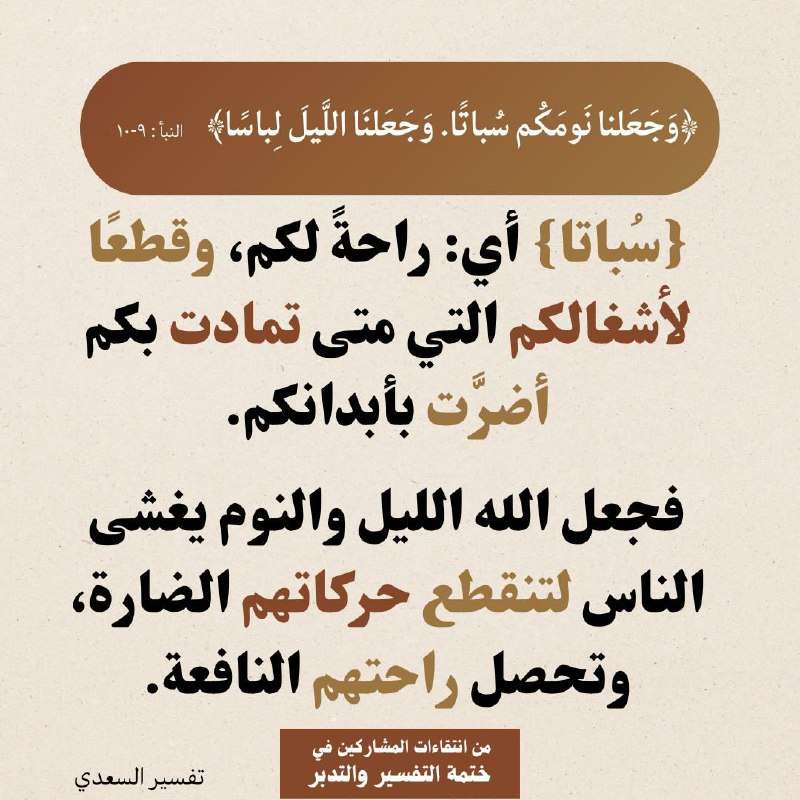 ﴿وَجَعَلنا نَومَكُم سُباتًا. وَجَعَلنَا اللَّيلَ لِباسًا﴾ النبأ : ٩-١٠
{سُباتا} أي: راحةً لكم، وقطعًا
لأشغالكم التي متى تمادت بكم
أضرَّت بأبدانكم.
فجعل الله الليل والنوم يغشى
الناس لتنقطع حركاتهم الضارة،
وتحصل راحتهم النافعة.
من انتقاءات المشاركين في
ختمة التفسير والتدبر
تفسير السعدي